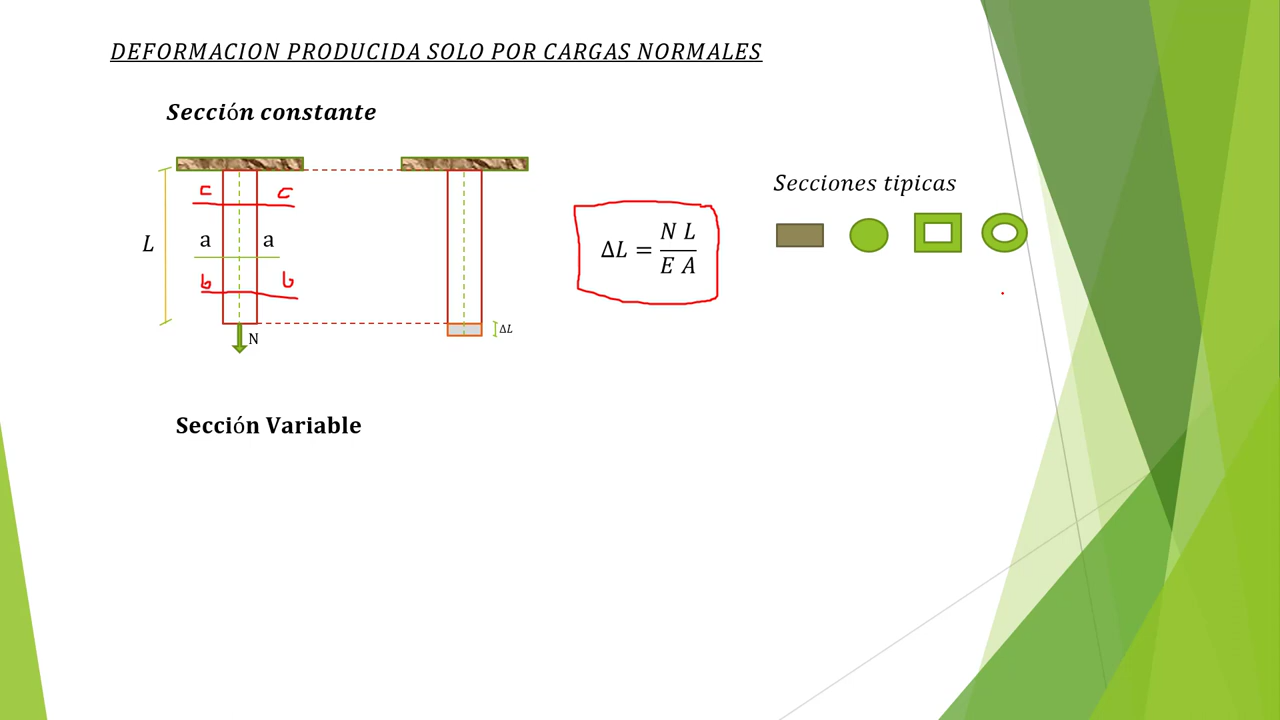 DEFORMACION PRODUCIDA SOLO POR CARGAS NORMALES
Sección constante
c c
L a a
b b
N
ΔL
ΔL = N L / E A
Secciones tipicas
Sección Variable